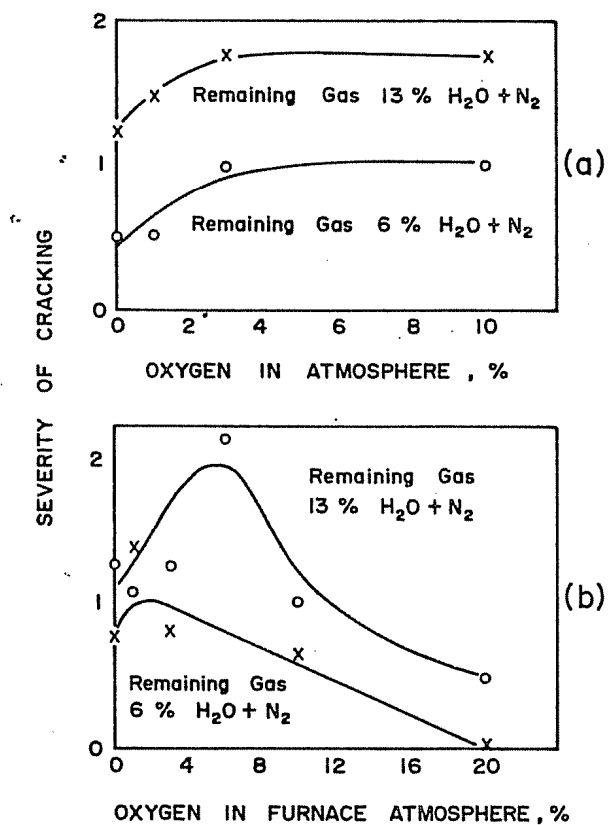 2
1
0
Remaining Gas 13 % H₂O + N₂
Remaining Gas 6 % H₂O + N₂
(a)
0 2 4 6 8 10
OXYGEN IN ATMOSPHERE , %
SEVERITY OF CRACKING
2
1
0
Remaining Gas
13 % H₂O + N₂
(b)
Remaining Gas
6 % H₂O + N₂
0 4 8 12 16 20
OXYGEN IN FURNACE ATMOSPHERE , %